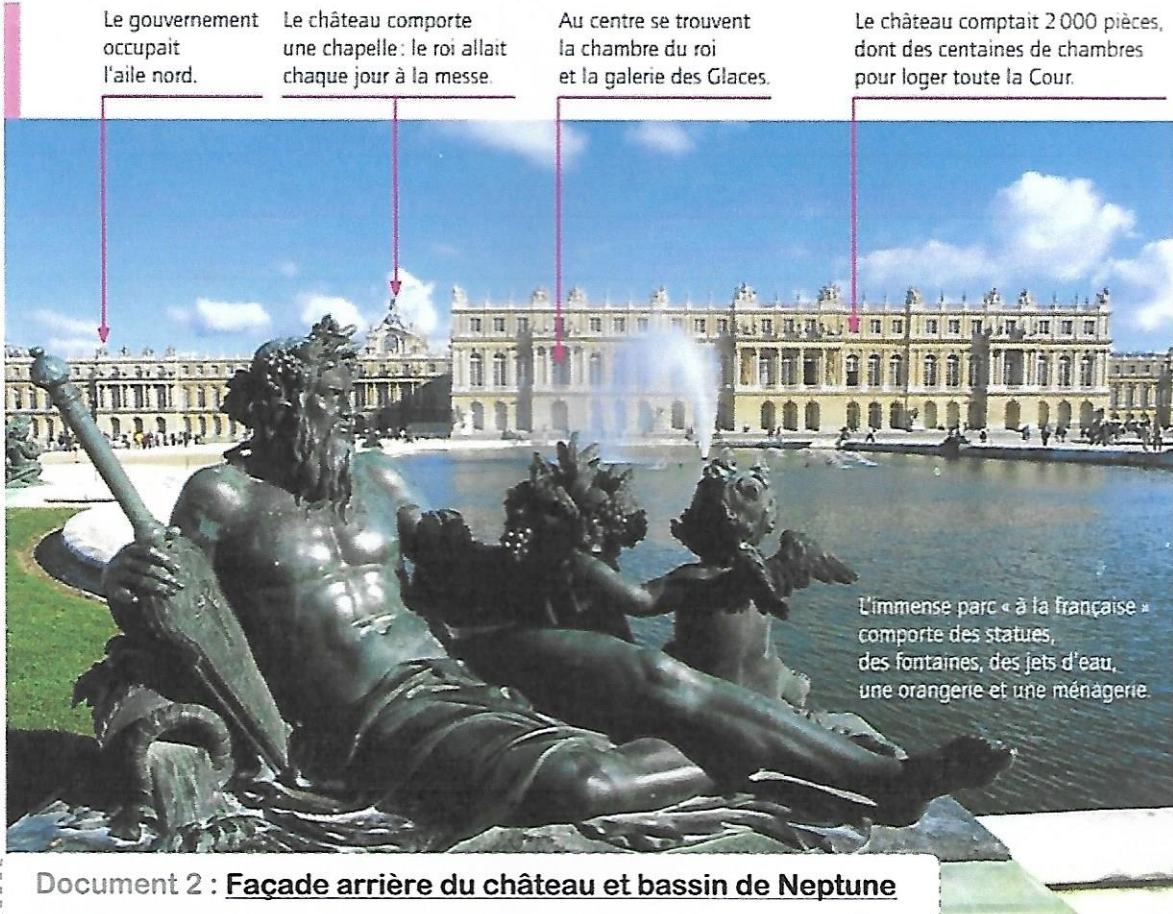 Le gouvernement
occupait
l'aile nord.
Le château comporte
une chapelle : le roi allait
chaque jour à la messe.
Au centre se trouvent
la chambre du roi
et la galerie des Glaces.
Le château comptait 2 000 pièces,
dont des centaines de chambres
pour loger toute la Cour.
L'immense parc « à la française »
comporte des statues,
des fontaines, des jets d'eau,
une orangerie et une ménagerie.
Document 2 : Façade arrière du château et bassin de Neptune